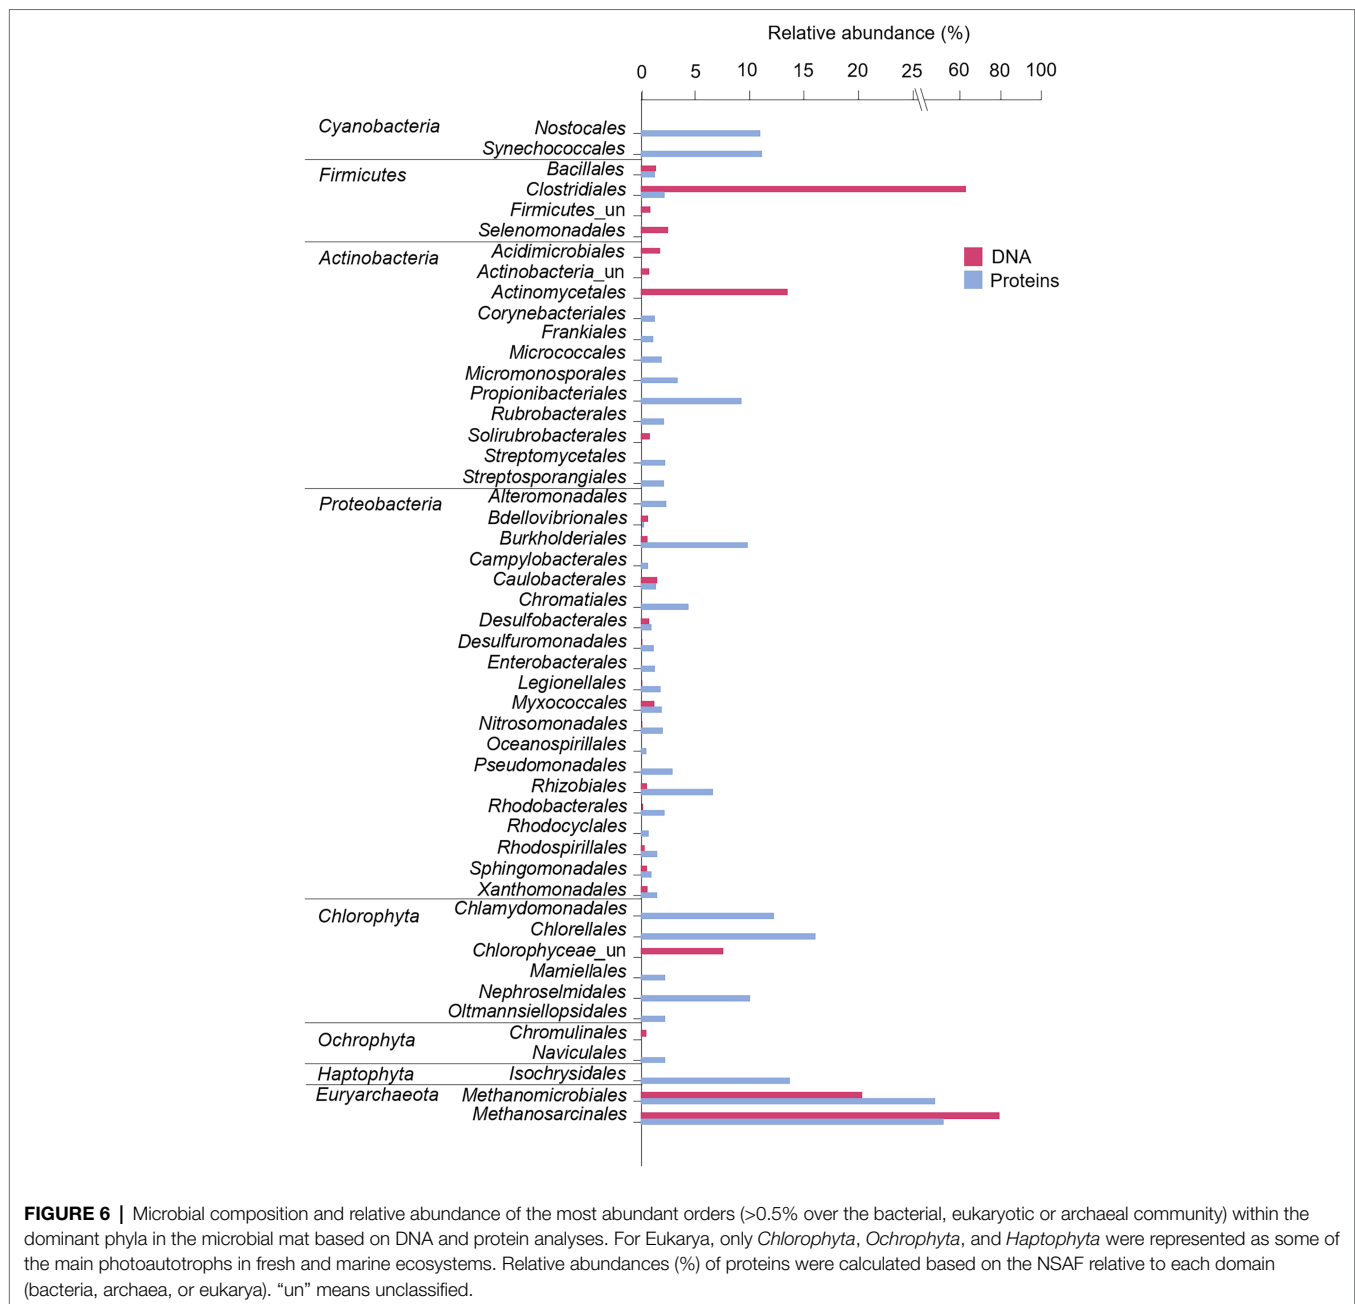 Relative abundance (%)
0 5 10 15 20 25 60 80 100
Cyanobacteria Nostocales
Synechococcales
Bacillales
Firmicutes
Clostridiales
Firmicutes_un
Selenomonadales
Acidimicrobiales
Actinobacteria
DNA
Actinobacteria_un
Proteins
Actinomycetales
Corynebacteriales
Frankiales
Micrococcales
Micromonosporales
Propionibacteriales
Rubrobacterales
Solirubrobacterales
Streptomycetales
Streptosporangiales
Alteromonadales
Proteobacteria
Bdellovibrionales
Burkholderiales
Campylobacterales
Caulobacterales
Chromatiales
Desulfobacterales
Desulfuromonadales
Enterobacterales
Legionellales
Myxococcales
Nitrosomonadales
Oceanospirillales
Pseudomonadales
Rhizobiales
Rhodobacterales
Rhodocyclales
Rhodospirillales
Sphingomonadales
Xanthomonadales
Chlamydomonadales
Chlorophyta
Chlorellales
Chlorophyceae_un
Mamiellales
Nephroselmidales
Oltmannsiellopsidales
Chromulinales
Ochrophyta
Naviculales
Haptophyta Isochrysidales
Euryarchaeota Methanomicrobiales
Methanosarcinales
FIGURE 6 | Microbial composition and relative abundance of the most abundant orders (>0.5% over the bacterial, eukaryotic or archaeal community) within the
dominant phyla in the microbial mat based on DNA and protein analyses. For Eukarya, only Chlorophyta, Ochrophyta, and Haptophyta were represented as some of
the main photoautotrophs in fresh and marine ecosystems. Relative abundances (%) of proteins were calculated based on the NSAF relative to each domain
(bacteria, archaea, or eukarya). “un” means unclassified.